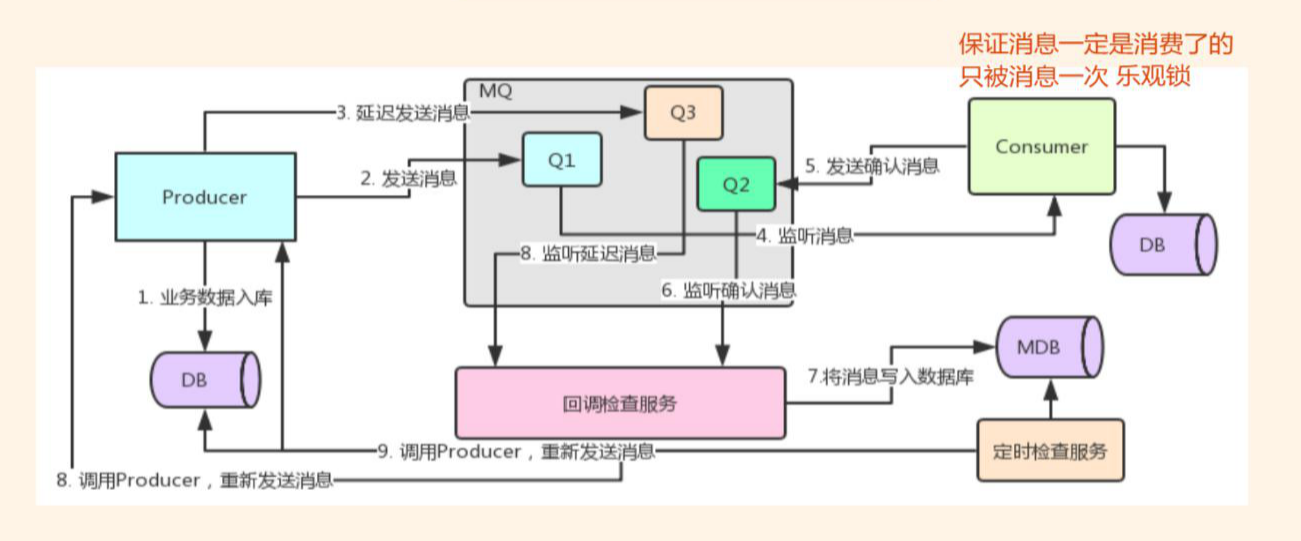 保证消息一定是消费了的
只被消息一次 乐观锁
MQ
3. 延迟发送消息
Q3
Q1
Consumer
5. 发送确认消息
2. 发送消息
Q2
Producer
4. 监听消息
DB
8. 监听延迟消息
6. 监听确认消息
1. 业务数据入库
MDB
DB
7.将消息写入数据库
回调检查服务
9. 调用Producer，重新发送消息
定时检查服务
8. 调用Producer，重新发送消息